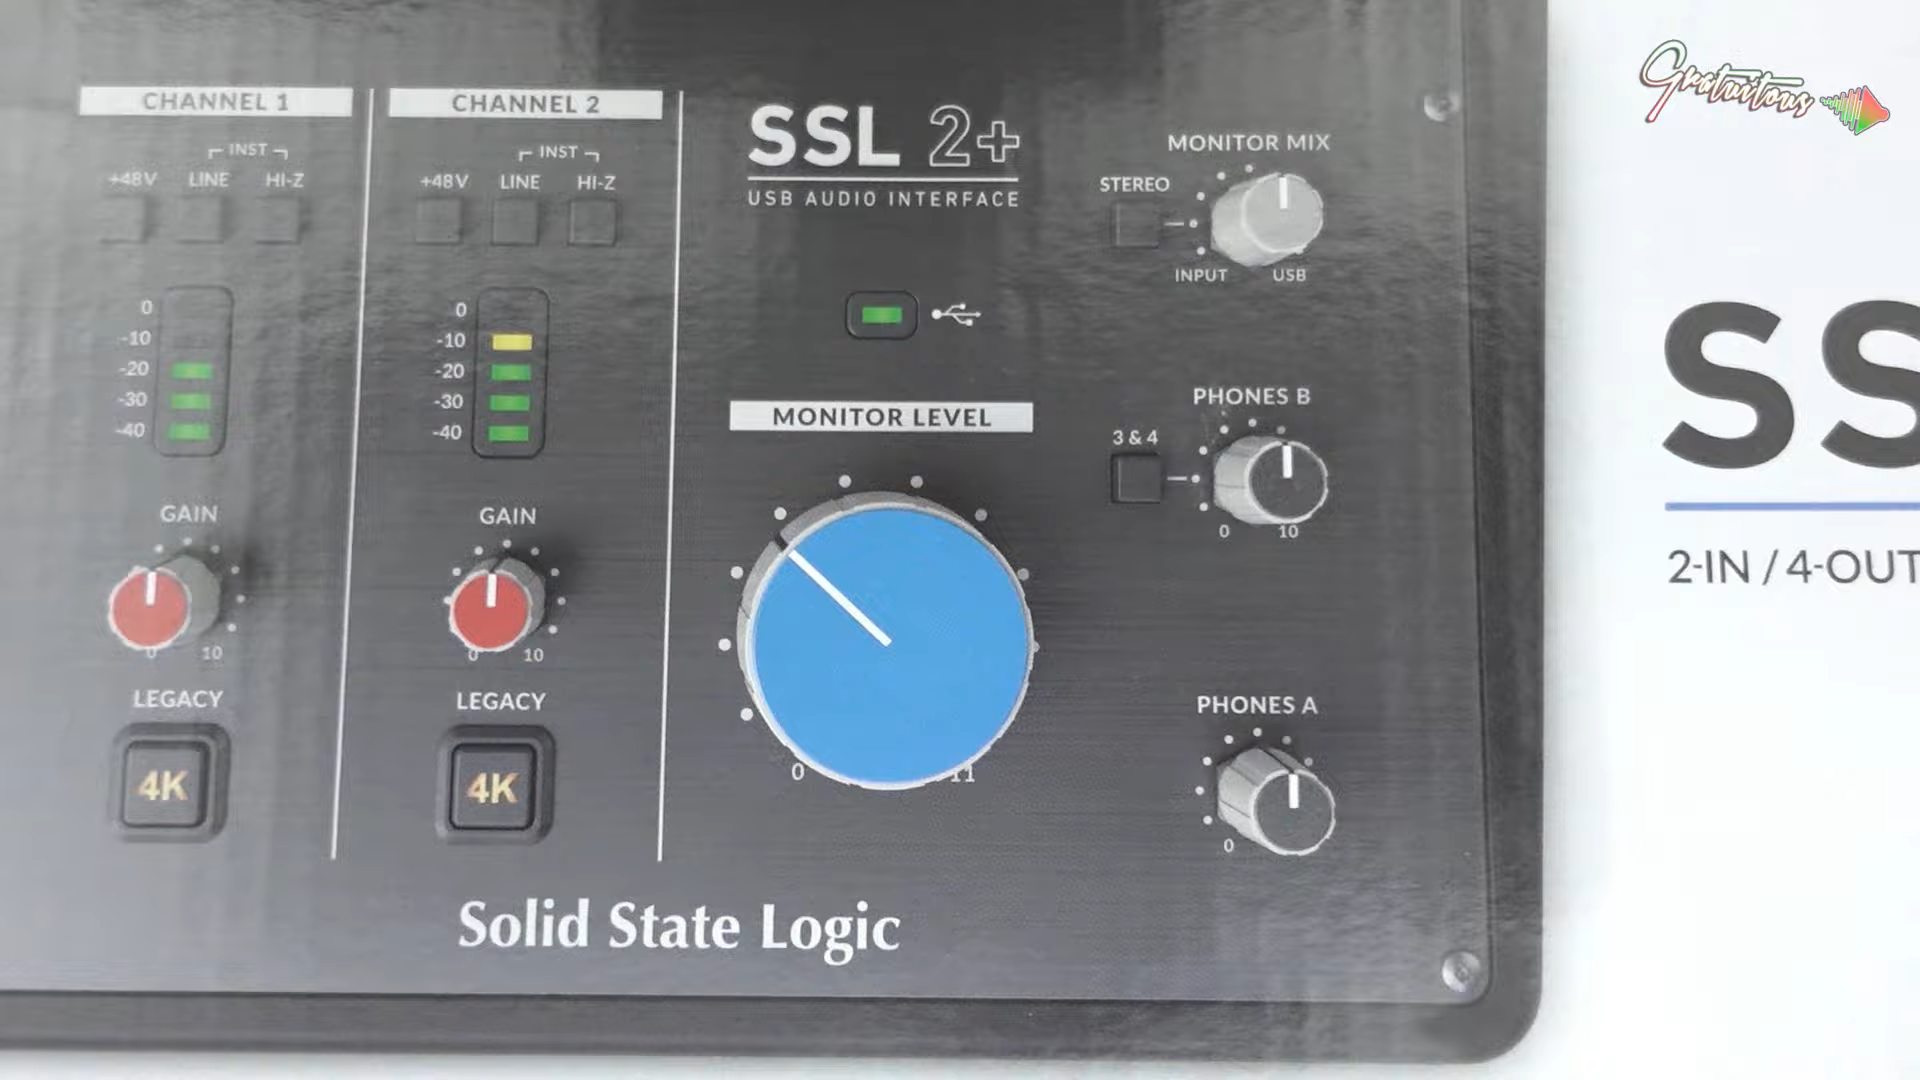 Gratuitous
CHANNEL 1
INST
+48V LINE HI-Z
0
-10
-20
-30
-40
GAIN
0 10
LEGACY
4K
CHANNEL 2
INST
+48V LINE HI-Z
0
-10
-20
-30
-40
GAIN
0 10
LEGACY
4K
SSL 2+
USB AUDIO INTERFACE
MONITOR LEVEL
0 11
MONITOR MIX
STEREO
INPUT USB
PHONES B
3 & 4
0 10
PHONES A
0
Solid State Logic
SS
2-IN / 4-OUT